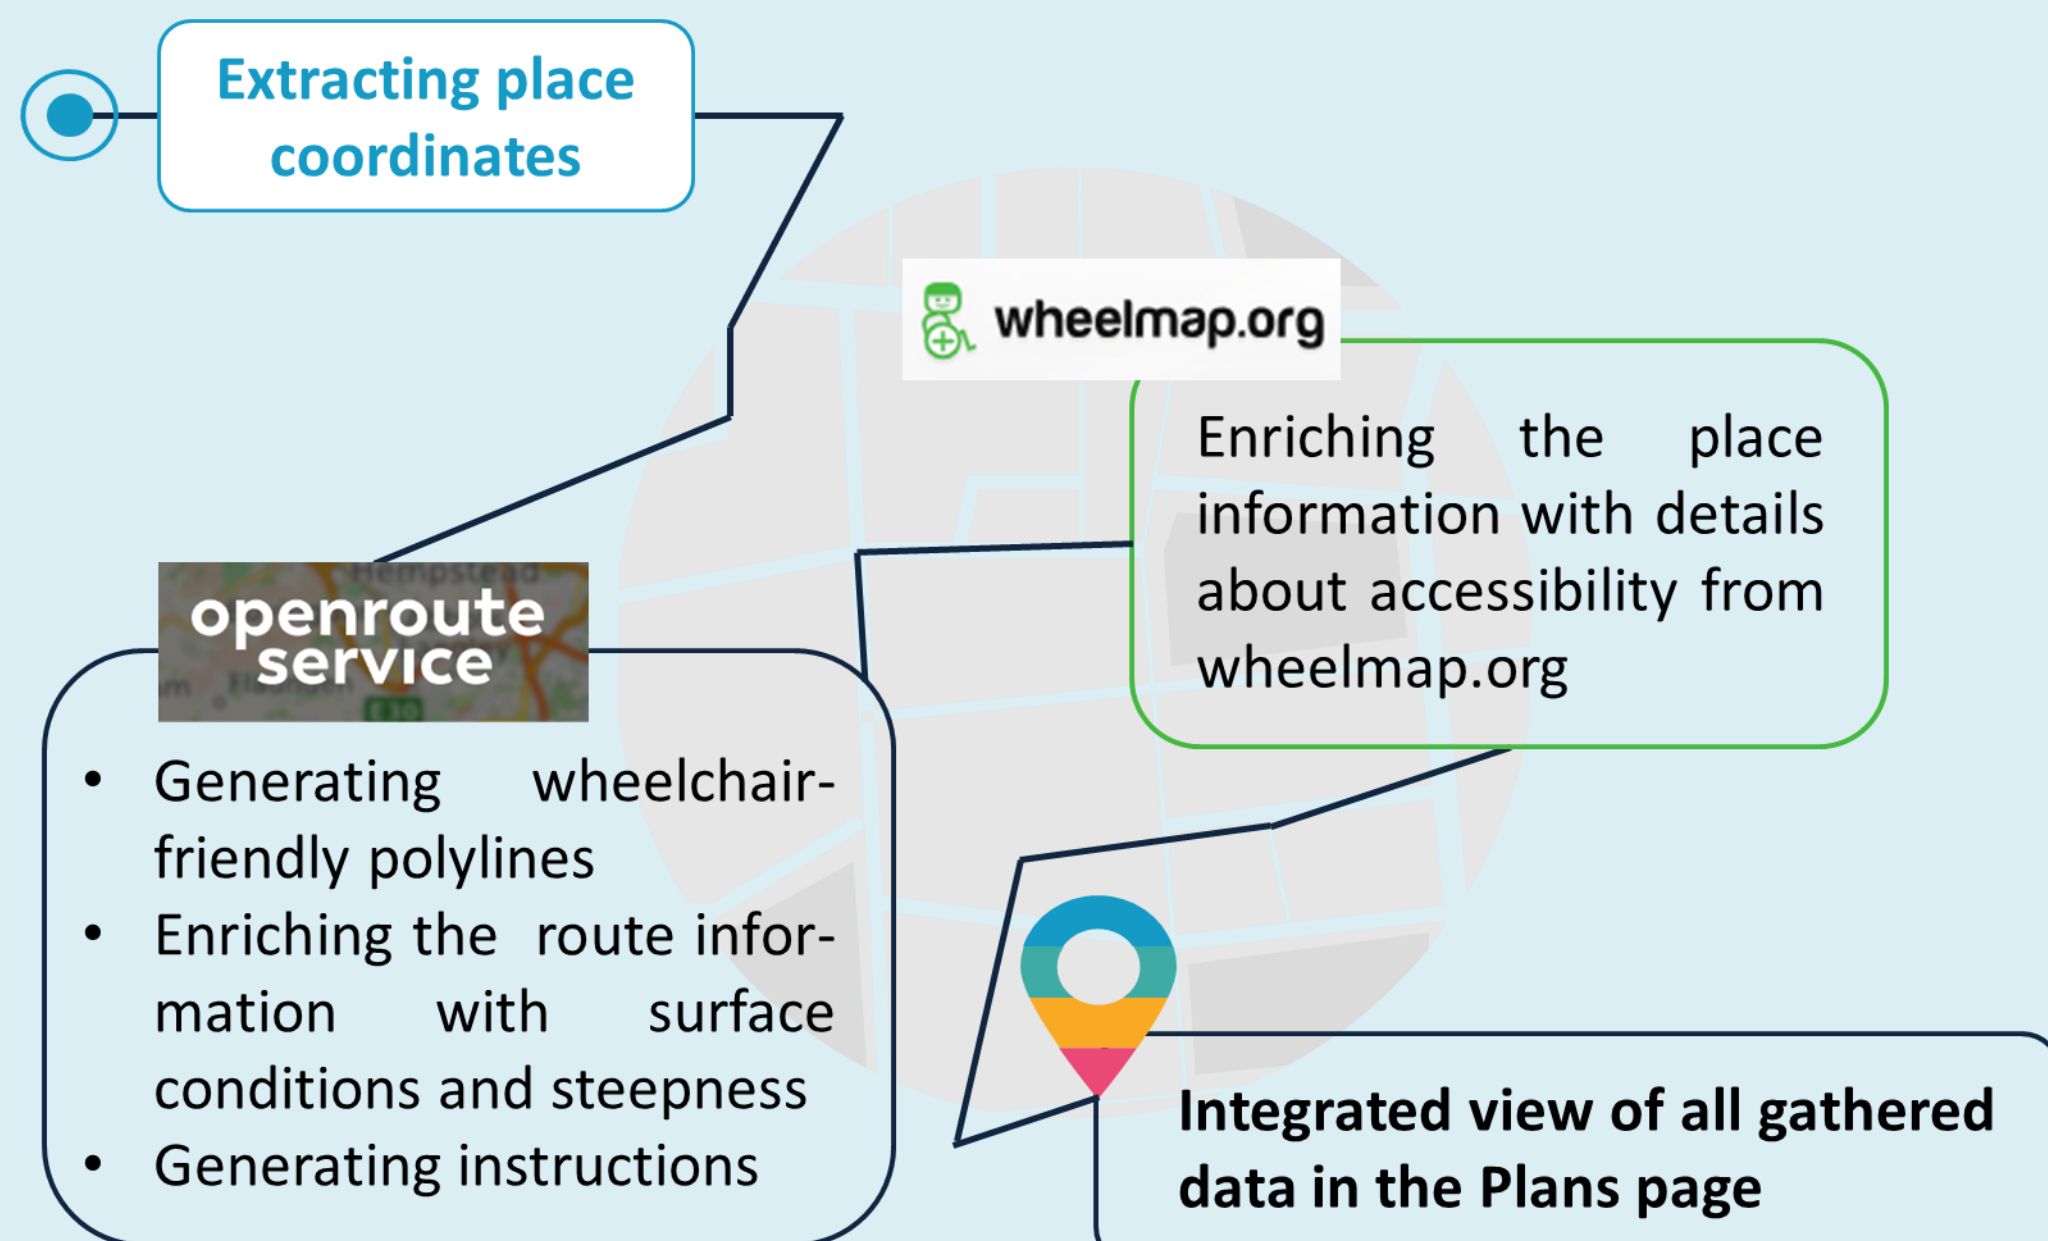 Extracting place
coordinates
wheelmap.org
Enriching the place
information with details
about accessibility from
wheelmap.org
Hempstead
openroute
service
E30
• Generating wheelchair-
friendly polylines
• Enriching the route infor-
mation with surface
conditions and steepness
• Generating instructions
Integrated view of all gathered
data in the Plans page